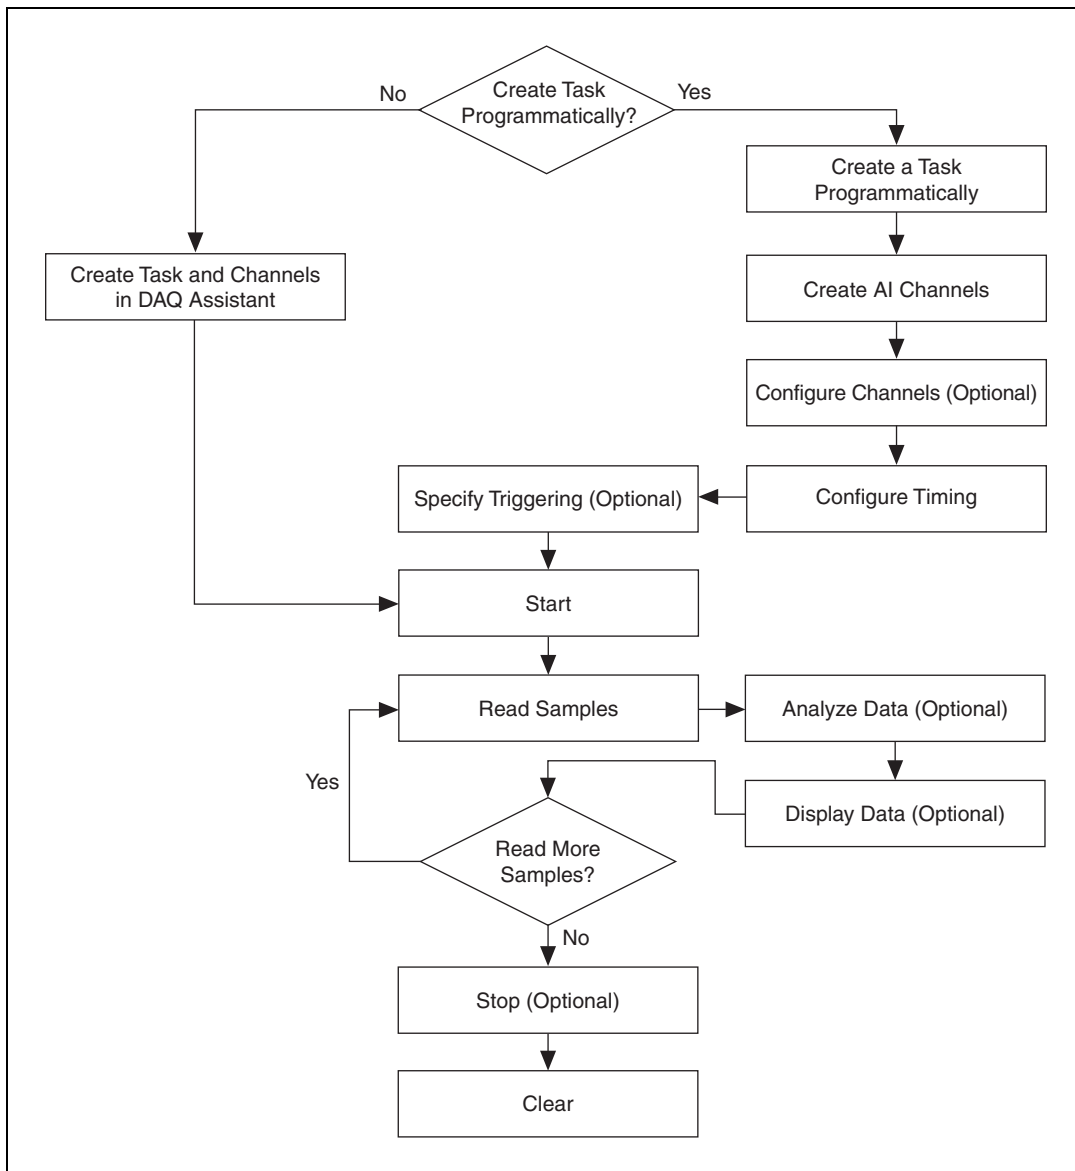 Create Task
Programmatically?
No
Yes
Create a Task
Programmatically
Create Task and Channels
in DAQ Assistant
Create AI Channels
Configure Channels (Optional)
Specify Triggering (Optional)
Configure Timing
Start
Read Samples
Analyze Data (Optional)
Yes
Display Data (Optional)
Read More
Samples?
No
Stop (Optional)
Clear